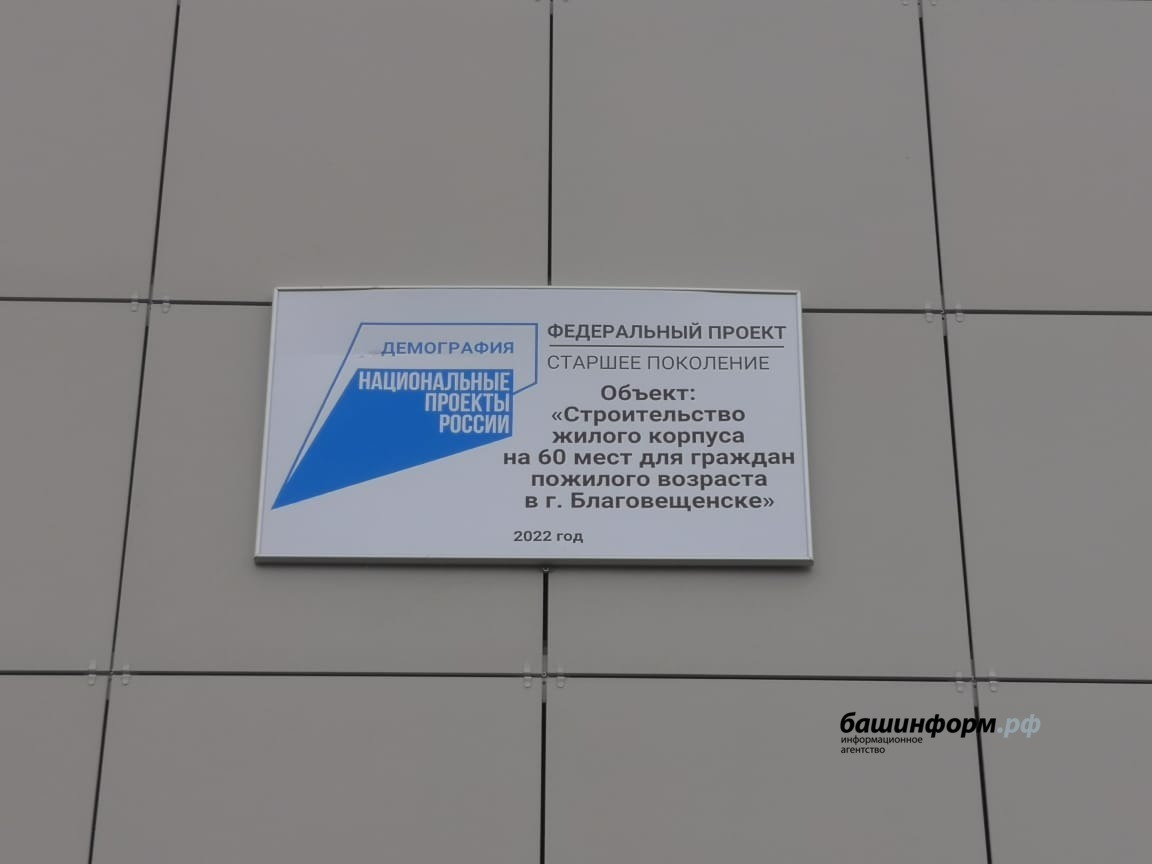 ДЕМОГРАФИЯ
НАЦИОНАЛЬНЫЕ
ПРОЕКТЫ
РОССИИ
ФЕДЕРАЛЬНЫЙ ПРОЕКТ
СТАРШЕЕ ПОКОЛЕНИЕ
Объект:
«Строительство
жилого корпуса
на 60 мест для граждан
пожилого возраста
в г. Благовещенске»
2022 год
башинформ.рф
информационное
агентство